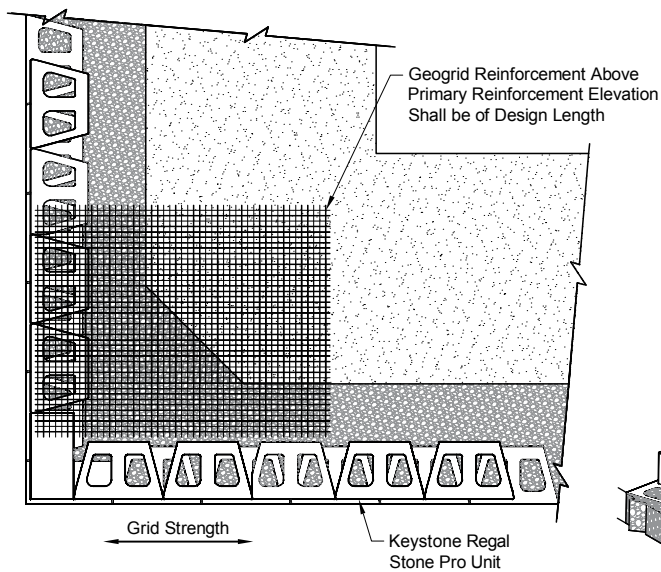 Geogrid Reinforcement Above
Primary Reinforcement Elevation
Shall be of Design Length
Grid Strength
Keystone Regal
Stone Pro Unit